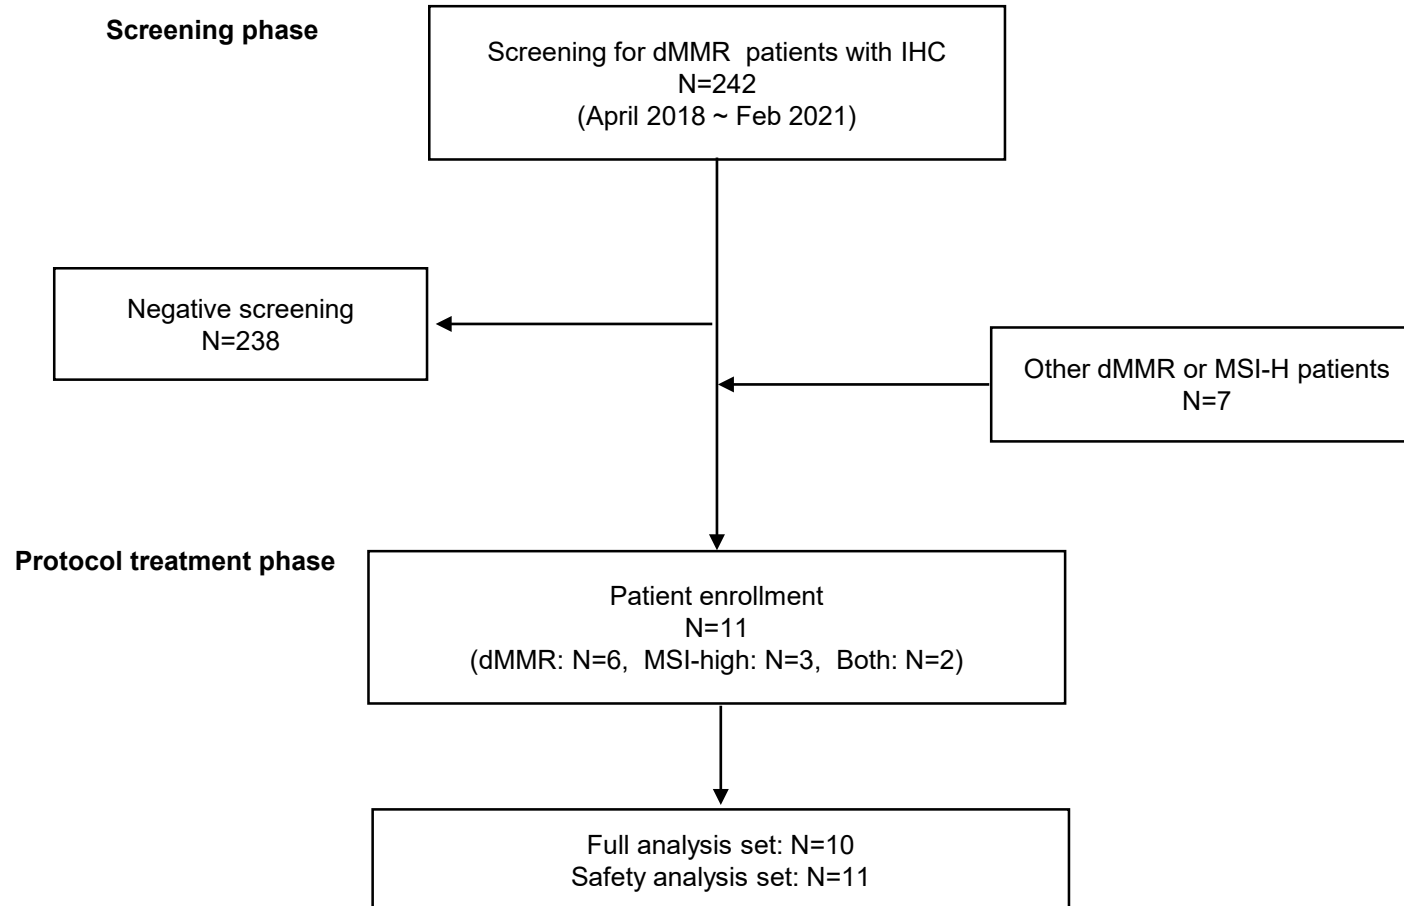 Screening phase
Screening for dMMR patients with IHC
N=242
(April 2018 ~ Feb 2021)
Negative screening
N=238
Other dMMR or MSI-H patients
N=7
Protocol treatment phase
Patient enrollment
N=11
(dMMR: N=6, MSI-high: N=3, Both: N=2)
Full analysis set: N=10
Safety analysis set: N=11